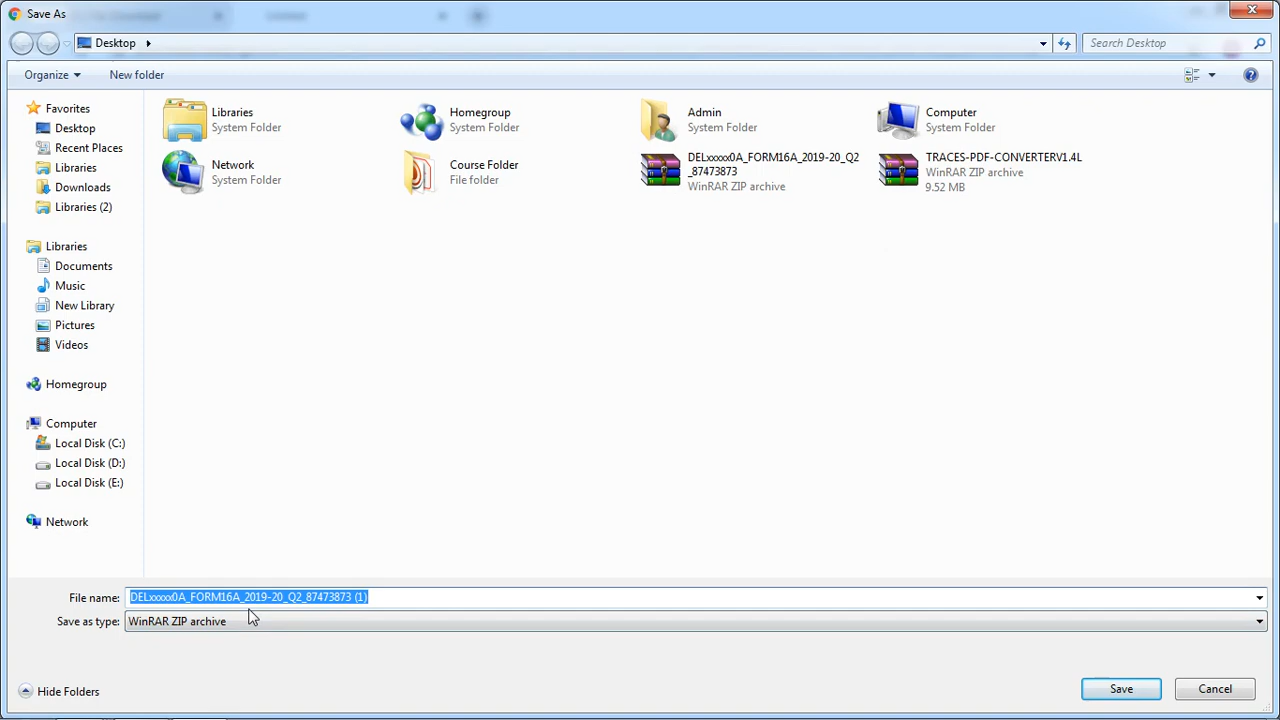 Save As
Desktop
Search Desktop
Organize
New folder
Favorites
Desktop
Recent Places
Libraries
Downloads
Libraries (2)
Libraries
Documents
Music
New Library
Pictures
Videos
Homegroup
Computer
Local Disk (C:)
Local Disk (D:)
Local Disk (E:)
Network
Libraries
System Folder
Homegroup
System Folder
Admin
System Folder
Computer
System Folder
Network
System Folder
Course Folder
File folder
DELxxxxx0A_FORM16A_2019-20_Q2
_87473873
WinRAR ZIP archive
TRACES-PDF-CONVERTERV1.4L
WinRAR ZIP archive
9.52 MB
File name: DELxxxxx0A_FORM16A_2019-20_Q2_87473873 (1)
Save as type: WinRAR ZIP archive
Hide Folders
Save
Cancel